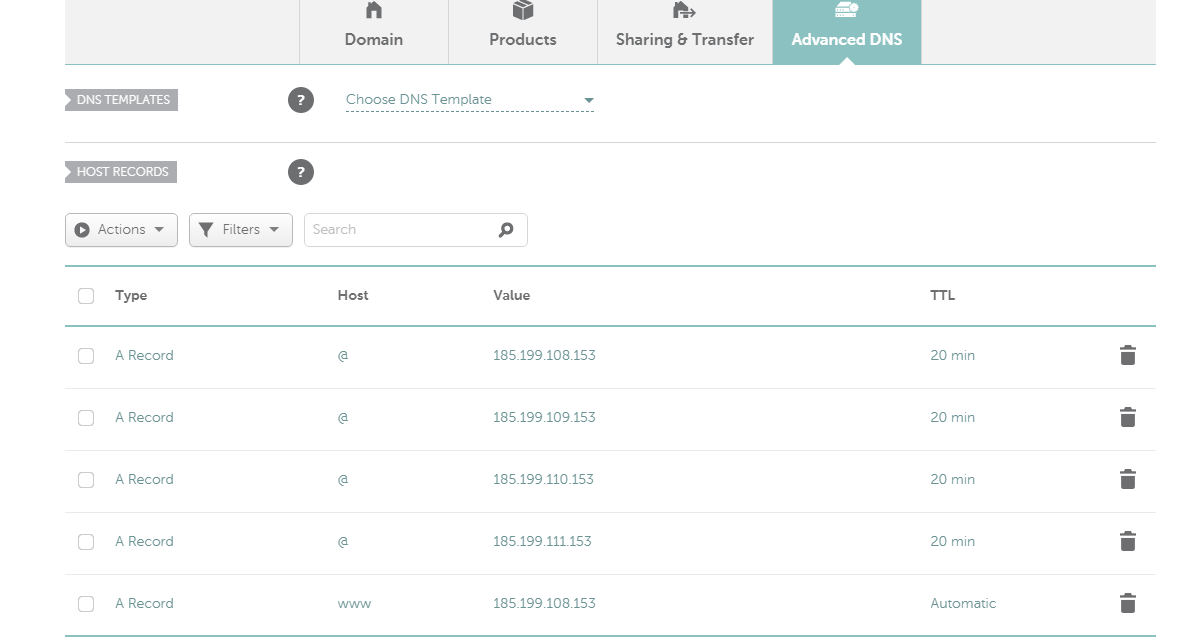 Domain Products Sharing & Transfer Advanced DNS
DNS TEMPLATES ? Choose DNS Template
HOST RECORDS ?
Actions Filters Search
Type Host Value TTL
A Record @ 185.199.108.153 20 min
A Record @ 185.199.109.153 20 min
A Record @ 185.199.110.153 20 min
A Record @ 185.199.111.153 20 min
A Record www 185.199.108.153 Automatic